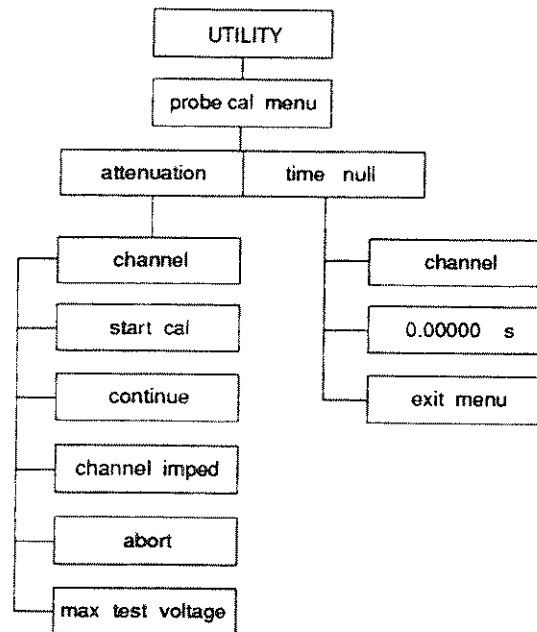 UTILITY
probe cal menu
attenuation
time null
channel
start cal
continue
channel imped
abort
max test voltage
channel
0.00000 s
exit menu